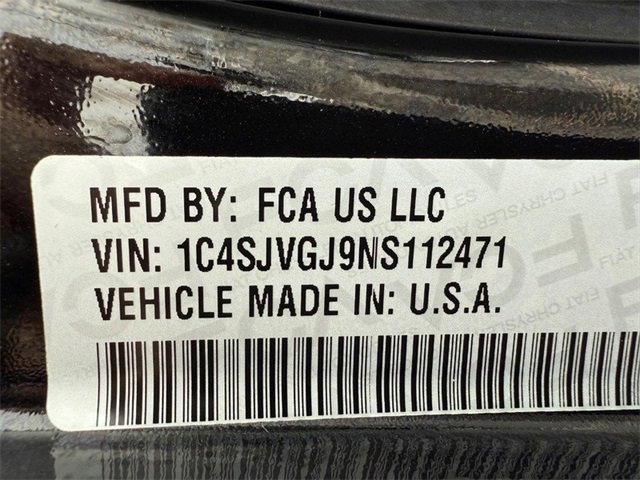 MFD BY: FCA US LLC
VIN: 1C4SJVGJ9NS112471
VEHICLE MADE IN: U.S.A.